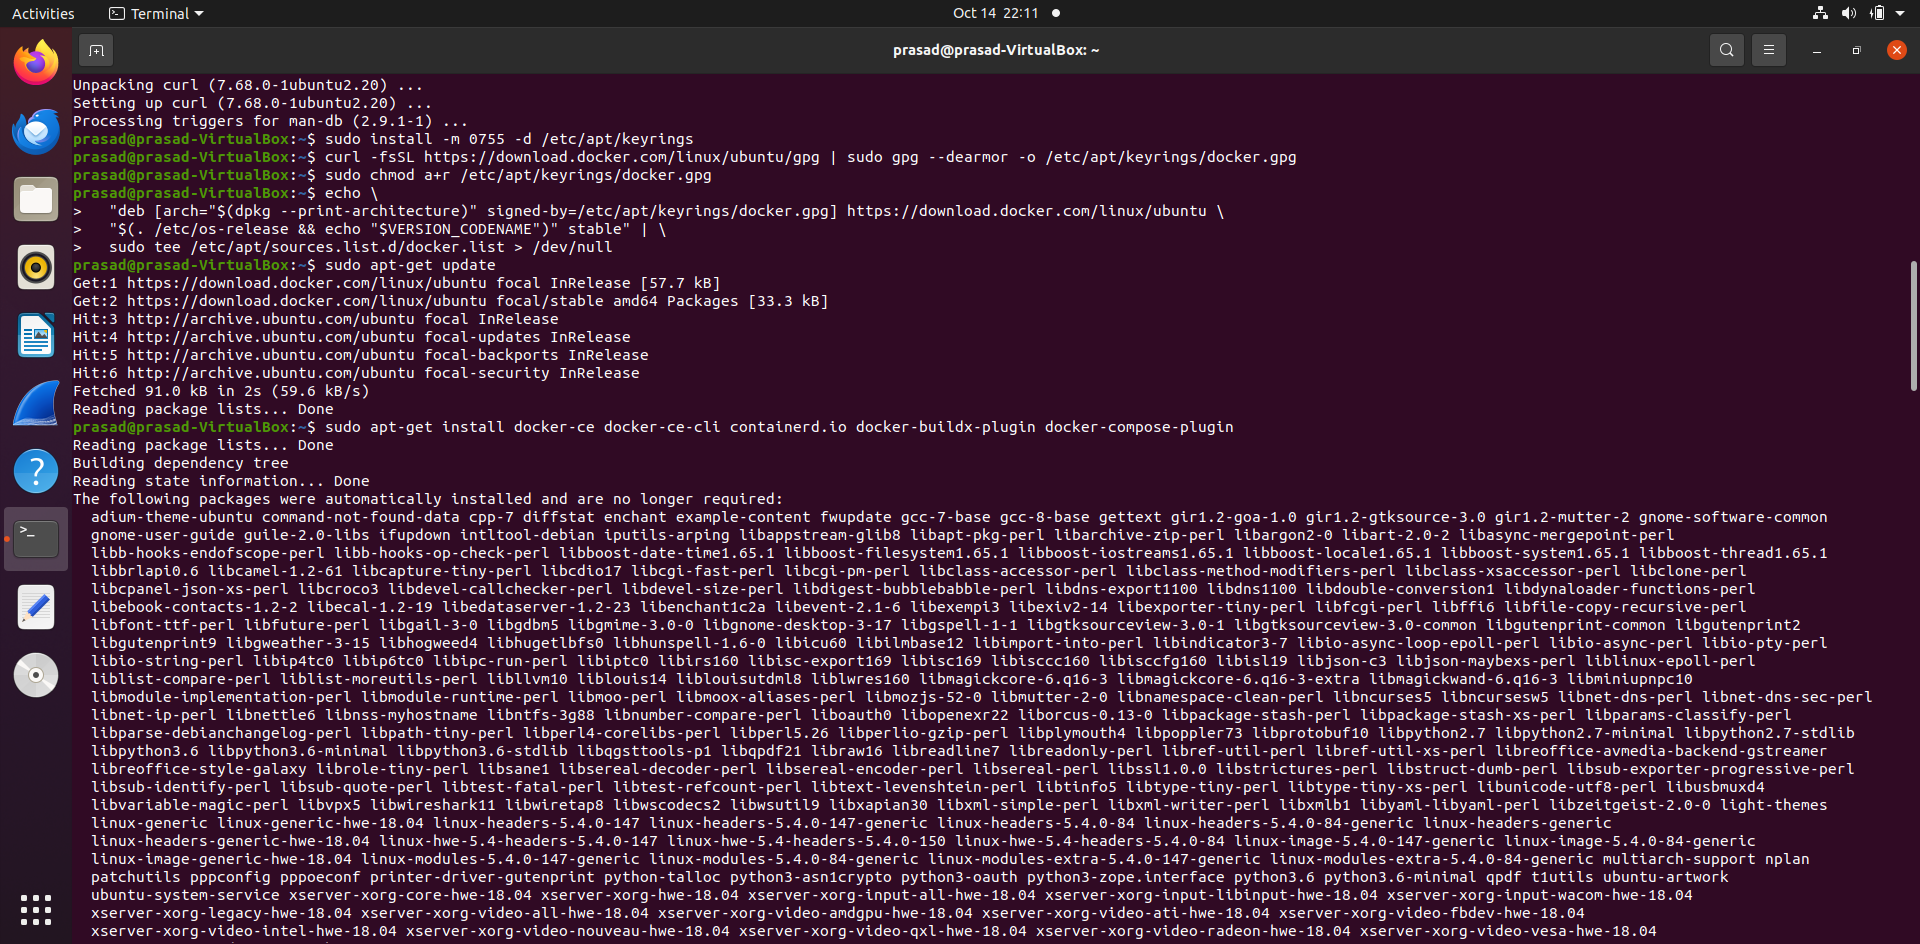 Activities
Terminal
Oct 14 22:11
prasad@prasad-VirtualBox: ~
Unpacking curl (7.68.0-1ubuntu2.20) ...
Setting up curl (7.68.0-1ubuntu2.20) ...
Processing triggers for man-db (2.9.1-1) ...
prasad@prasad-VirtualBox:~$ sudo install -m 0755 -d /etc/apt/keyrings
prasad@prasad-VirtualBox:~$ curl -fsSL https://download.docker.com/linux/ubuntu/gpg | sudo gpg --dearmor -o /etc/apt/keyrings/docker.gpg
prasad@prasad-VirtualBox:~$ sudo chmod a+r /etc/apt/keyrings/docker.gpg
prasad@prasad-VirtualBox:~$ echo \
>   "deb [arch="$(dpkg --print-architecture)" signed-by=/etc/apt/keyrings/docker.gpg] https://download.docker.com/linux/ubuntu \
>   "$(. /etc/os-release && echo "$VERSION_CODENAME")" stable" | \
>   sudo tee /etc/apt/sources.list.d/docker.list > /dev/null
prasad@prasad-VirtualBox:~$ sudo apt-get update
Get:1 https://download.docker.com/linux/ubuntu focal InRelease [57.7 kB]
Get:2 https://download.docker.com/linux/ubuntu focal/stable amd64 Packages [33.3 kB]
Hit:3 http://archive.ubuntu.com/ubuntu focal InRelease
Hit:4 http://archive.ubuntu.com/ubuntu focal-updates InRelease
Hit:5 http://archive.ubuntu.com/ubuntu focal-backports InRelease
Hit:6 http://archive.ubuntu.com/ubuntu focal-security InRelease
Fetched 91.0 kB in 2s (59.6 kB/s)
Reading package lists... Done
prasad@prasad-VirtualBox:~$ sudo apt-get install docker-ce docker-ce-cli containerd.io docker-buildx-plugin docker-compose-plugin
Reading package lists... Done
Building dependency tree
Reading state information... Done
The following packages were automatically installed and are no longer required:
adium-theme-ubuntu command-not-found-data cpp-7 diffstat enchant example-content fwupdate gcc-7-base gcc-8-base gettext gir1.2-goa-1.0 gir1.2-gtksource-3.0 gir1.2-mutter-2 gnome-software-common
gnome-user-guide guile-2.0-libs ifupdown intltool-debian iputils-arping libappstream-glib8 libapt-pkg-perl libarchive-zip-perl libargon2-0 libart-2.0-2 libasync-mergepoint-perl
libb-hooks-endofscope-perl libb-hooks-op-check-perl libboost-date-time1.65.1 libboost-filesystem1.65.1 libboost-iostreams1.65.1 libboost-locale1.65.1 libboost-system1.65.1 libboost-thread1.65.1
libbrlapi0.6 libcamel-1.2-61 libcapture-tiny-perl libcdio17 libcgi-fast-perl libcgi-pm-perl libclass-accessor-perl libclass-method-modifiers-perl libclass-xsaccessor-perl libclone-perl
libcpanel-json-xs-perl libcroco3 libdevel-callchecker-perl libdevel-size-perl libdigest-bubblebabble-perl libdns-export1100 libdns1100 libdouble-conversion1 libdynaloader-functions-perl
libebook-contacts-1.2-2 libecal-1.2-19 libedataserver-1.2-23 libenchant1c2a libevent-2.1-6 libexempi3 libexiv2-14 libexporter-tiny-perl libfcgi-perl libffi6 libfile-copy-recursive-perl
libfont-ttf-perl libfuture-perl libgail-3-0 libgdbm5 libgmime-3.0-0 libgnome-desktop-3-17 libgspell-1-1 libgtksourceview-3.0-1 libgtksourceview-3.0-common libgutenprint-common libgutenprint2
libgutenprint9 libgweather-3-15 libhogweed4 libhugetlbfs0 libhunspell-1.6-0 libicu60 libilmbase12 libimport-into-perl libindicator3-7 libio-async-loop-epoll-perl libio-async-perl libio-pty-perl
libio-string-perl libip4tc0 libip6tc0 libipc-run-perl libiptc0 libirs160 libisc-export169 libisc169 libisccc160 libisccfg160 libisl19 libjson-c3 libjson-maybexs-perl liblinux-epoll-perl
liblist-compare-perl liblist-moreutils-perl libllvm10 liblouis14 liblouisutdml8 liblwres160 libmagickcore-6.q16-3 libmagickcore-6.q16-3-extra libmagickwand-6.q16-3 libminiupnpc10
libmodule-implementation-perl libmodule-runtime-perl libmoo-perl libmoox-aliases-perl libmozjs-52-0 libmutter-2-0 libnamespace-clean-perl libncurses5 libncursesw5 libnet-dns-perl libnet-dns-sec-perl
libnet-ip-perl libnettle6 libnss-myhostname libntfs-3g88 libnumber-compare-perl liboauth0 libopenexr22 liborcus-0.13-0 libpackage-stash-perl libpackage-stash-xs-perl libparams-classify-perl
libparse-debianchangelog-perl libpath-tiny-perl libperl4-corelibs-perl libperl5.26 libperlio-gzip-perl libplymouth4 libpoppler73 libprotobuf10 libpython2.7 libpython2.7-minimal libpython2.7-stdlib
libpython3.6 libpython3.6-minimal libpython3.6-stdlib libqgsttools-p1 libqpdf21 libraw16 libreadline7 libreadonly-perl libref-util-perl libref-util-xs-perl libreoffice-avmedia-backend-gstreamer
libreoffice-style-galaxy librole-tiny-perl libsane1 libsereal-decoder-perl libsereal-encoder-perl libsereal-perl libssl1.0.0 libstrictures-perl libstruct-dumb-perl libsub-exporter-progressive-perl
libsub-identify-perl libsub-quote-perl libtest-fatal-perl libtest-refcount-perl libtext-levenshtein-perl libtinfo5 libtype-tiny-perl libtype-tiny-xs-perl libunicode-utf8-perl libusbmuxd4
libvariable-magic-perl libvpx5 libwireshark11 libwiretap8 libwscodecs2 libwsutil9 libxapian30 libxml-simple-perl libxml-writer-perl libxmlb1 libyaml-libyaml-perl libzeitgeist-2.0-0 light-themes
linux-generic linux-generic-hwe-18.04 linux-headers-5.4.0-147 linux-headers-5.4.0-147-generic linux-headers-5.4.0-84 linux-headers-5.4.0-84-generic linux-headers-generic
linux-headers-generic-hwe-18.04 linux-hwe-5.4-headers-5.4.0-147 linux-hwe-5.4-headers-5.4.0-150 linux-hwe-5.4-headers-5.4.0-84 linux-image-5.4.0-147-generic linux-image-5.4.0-84-generic
linux-image-generic-hwe-18.04 linux-modules-5.4.0-147-generic linux-modules-5.4.0-84-generic linux-modules-extra-5.4.0-147-generic linux-modules-extra-5.4.0-84-generic multiarch-support nplan
patchutils pppconfig pppoeconf printer-driver-gutenprint python-talloc python3-asn1crypto python3-oauth python3-zope.interface python3.6 python3.6-minimal qpdf t1utils ubuntu-artwork
ubuntu-system-service xserver-xorg-core-hwe-18.04 xserver-xorg-hwe-18.04 xserver-xorg-input-all-hwe-18.04 xserver-xorg-input-libinput-hwe-18.04 xserver-xorg-input-wacom-hwe-18.04
xserver-xorg-legacy-hwe-18.04 xserver-xorg-video-all-hwe-18.04 xserver-xorg-video-amdgpu-hwe-18.04 xserver-xorg-video-ati-hwe-18.04 xserver-xorg-video-fbdev-hwe-18.04
xserver-xorg-video-intel-hwe-18.04 xserver-xorg-video-nouveau-hwe-18.04 xserver-xorg-video-qxl-hwe-18.04 xserver-xorg-video-radeon-hwe-18.04 xserver-xorg-video-vesa-hwe-18.04